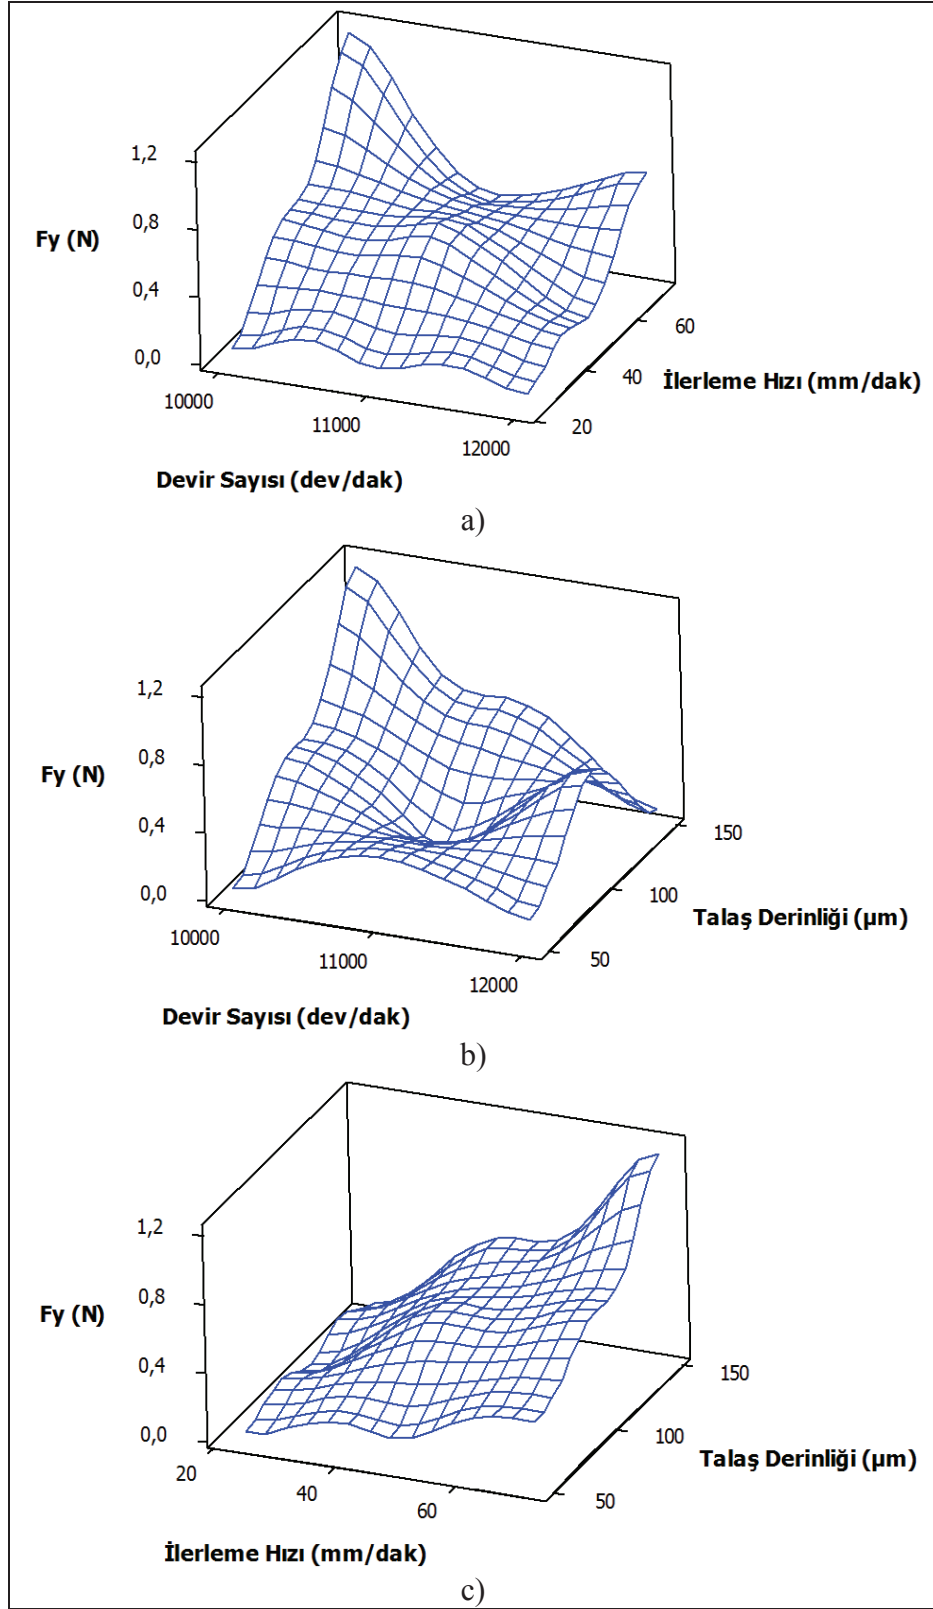 1,2
0,8
Fy (N)
0,4
0,0
10000
11000
12000
20
40
60
İlerleme Hızı (mm/dak)
Devir Sayısı (dev/dak)
a)
1,2
0,8
Fy (N)
0,4
0,0
10000
11000
12000
50
100
150
Talaş Derinliği (µm)
Devir Sayısı (dev/dak)
b)
1,2
0,8
Fy (N)
0,4
0,0
20
40
60
50
100
150
Talaş Derinliği (µm)
İlerleme Hızı (mm/dak)
c)